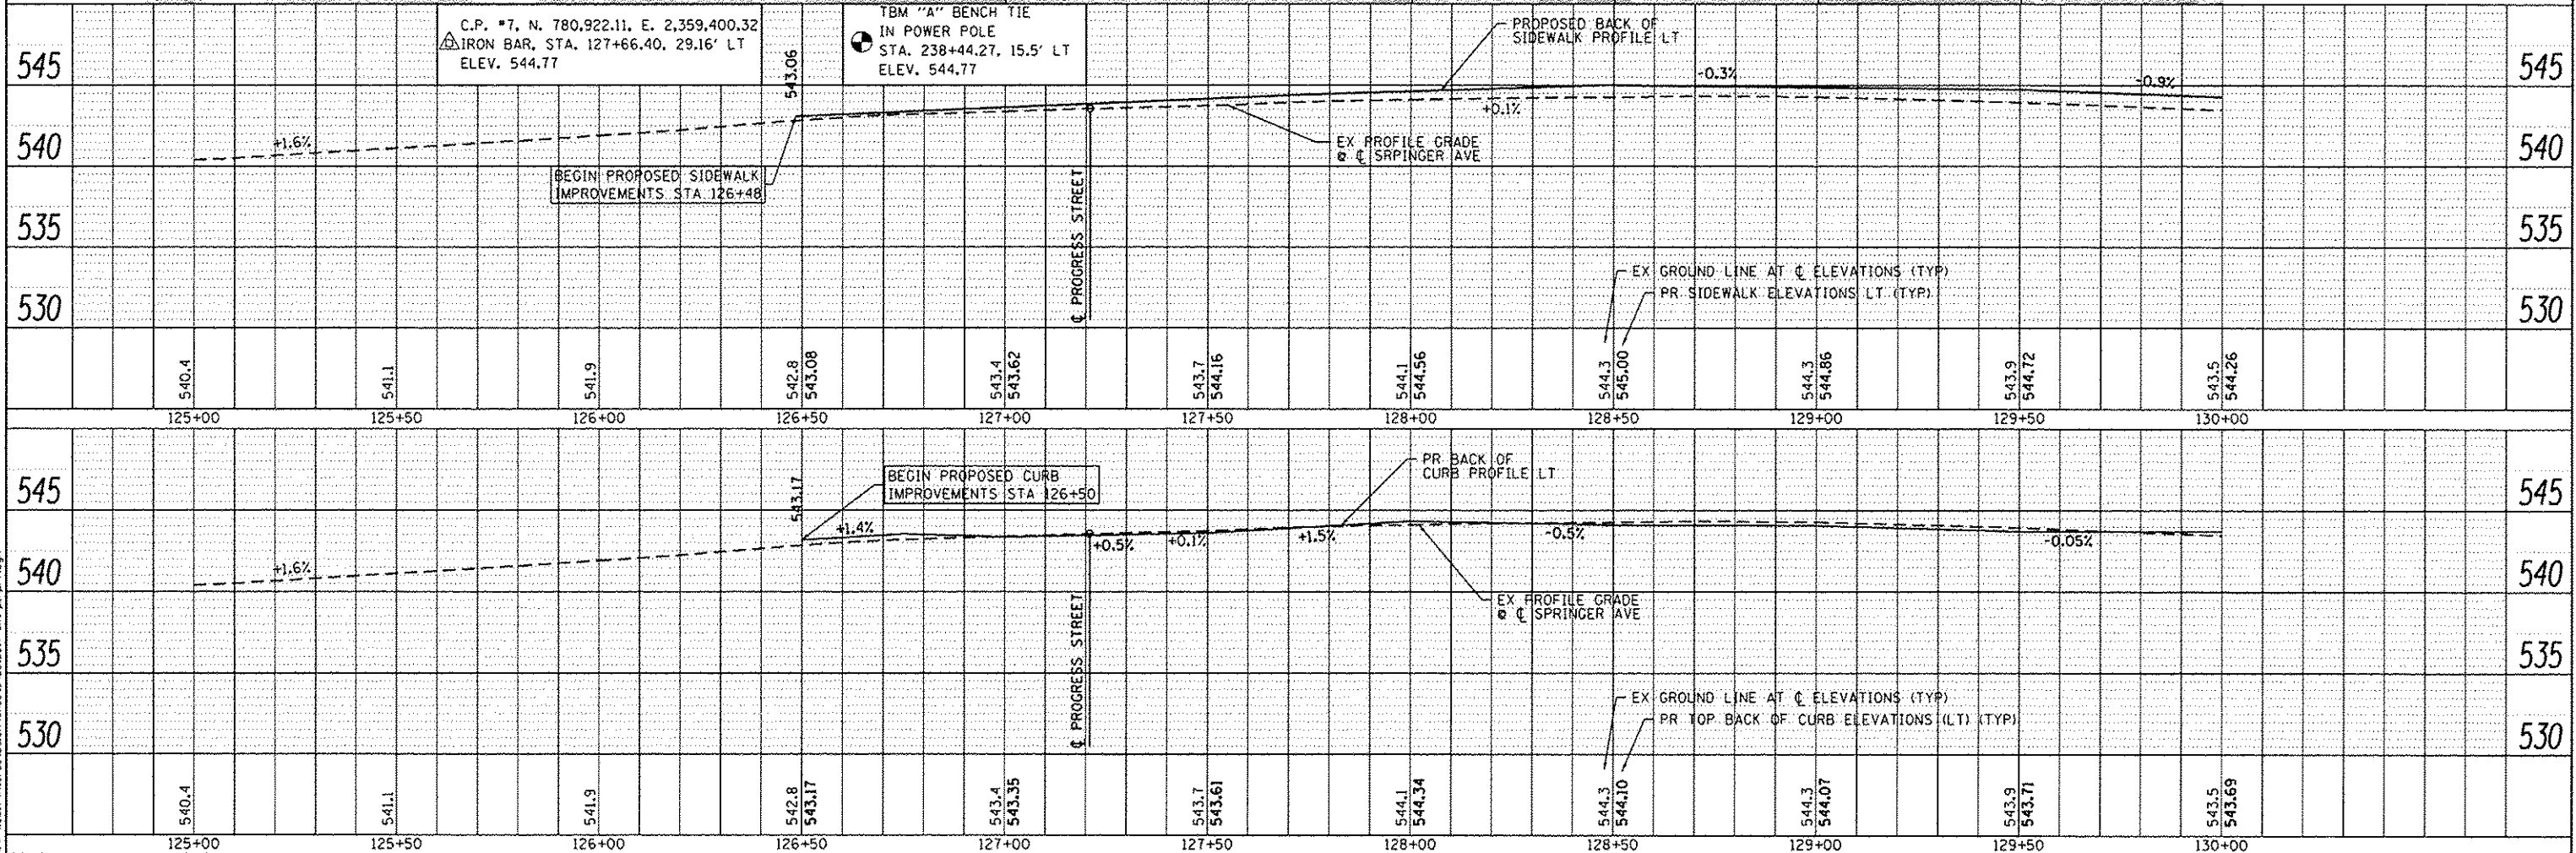 C.P. #7, N. 780,922.11, E. 2,359,400.32
IRON BAR, STA. 127+66.40, 29.16' LT
ELEV. 544.77
TBM "A" BENCH TIE
IN POWER POLE
STA. 238+44.27, 15.5' LT
ELEV. 544.77
PROPOSED BACK OF
SIDEWALK PROFILE LT
545
543.06
-0.3%
-0.9%
545
+0.1%
+1.6%
EX PROFILE GRADE
@ ℄ SRPINGER AVE
540
540
BEGIN PROPOSED SIDEWALK
IMPROVEMENTS STA 126+48
℄ PROGRESS STREET
535
535
EX GROUND LINE AT ℄ ELEVATIONS (TYP)
PR SIDEWALK ELEVATIONS LT (TYP)
530
530
540.4
541.1
541.9
542.8
543.08
543.4
543.62
543.7
544.16
544.1
544.56
544.3
545.00
544.3
544.86
543.9
544.72
543.5
544.26
125+00 125+50 126+00 126+50 127+00 127+50 128+00 128+50 129+00 129+50 130+00
PR BACK OF
CURB PROFILE LT
BEGIN PROPOSED CURB
IMPROVEMENTS STA 126+50
545
543.17
545
+1.4%
+0.5%
+0.1%
+1.5%
-0.5%
-0.05%
+1.6%
540
540
EX PROFILE GRADE
@ ℄ SPRINGER AVE
℄ PROGRESS STREET
535
535
EX GROUND LINE AT ℄ ELEVATIONS (TYP)
PR TOP BACK OF CURB ELEVATIONS (LT) (TYP)
530
530
540.4
541.1
541.9
542.8
543.17
543.4
543.35
543.7
543.61
544.1
544.34
544.3
544.10
544.3
544.07
543.9
543.71
543.5
543.69
125+00 125+50 126+00 126+50 127+00 127+50 128+00 128+50 129+00 129+50 130+00